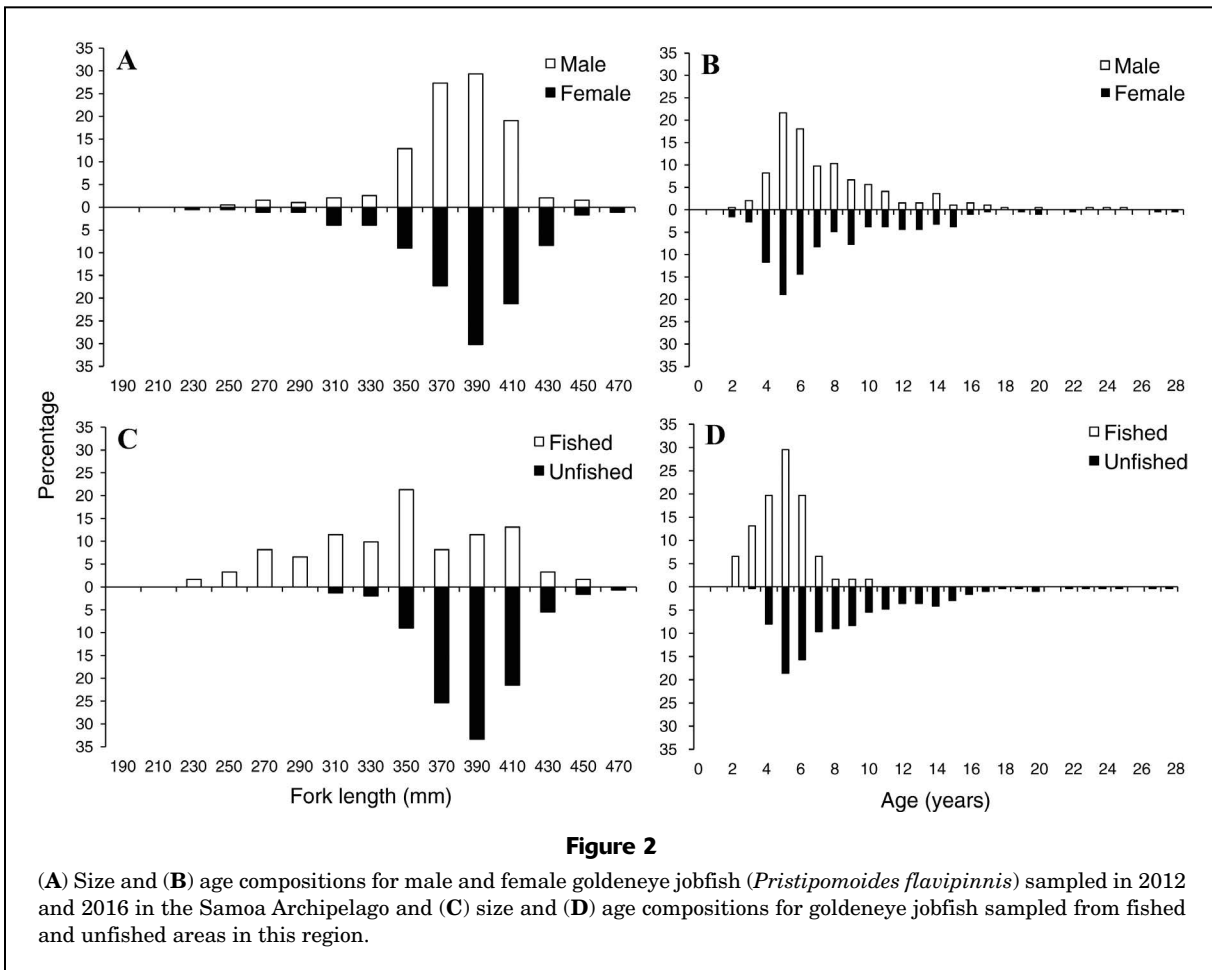 A
Male
Female
35
30
25
20
15
10
5
0
5
10
15
20
25
30
35
190 210 230 250 270 290 310 330 350 370 390 410 430 450 470
B
Male
Female
35
30
25
20
15
10
5
0
5
10
15
20
25
30
35
0 2 4 6 8 10 12 14 16 18 20 22 24 26 28
Percentage
C
Fished
Unfished
35
30
25
20
15
10
5
0
5
10
15
20
25
30
35
190 210 230 250 270 290 310 330 350 370 390 410 430 450 470
Fork length (mm)
D
Fished
Unfished
35
30
25
20
15
10
5
0
5
10
15
20
25
30
35
0 2 4 6 8 10 12 14 16 18 20 22 24 26 28
Age (years)
Figure 2
(A) Size and (B) age compositions for male and female goldeneye jobfish (Pristipomoides flavipinnis) sampled in 2012
and 2016 in the Samoa Archipelago and (C) size and (D) age compositions for goldeneye jobfish sampled from fished
and unfished areas in this region.